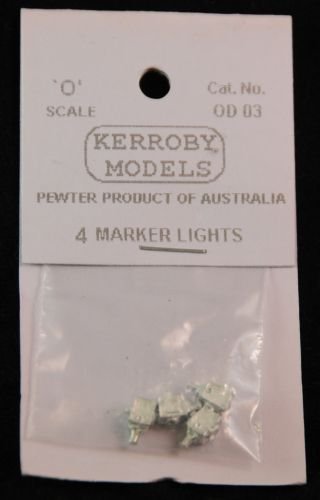 'O' Cat. No.
SCALE OD 03
KERROBY
MODELS
PEWTER PRODUCT OF AUSTRALIA
4 MARKER LIGHTS